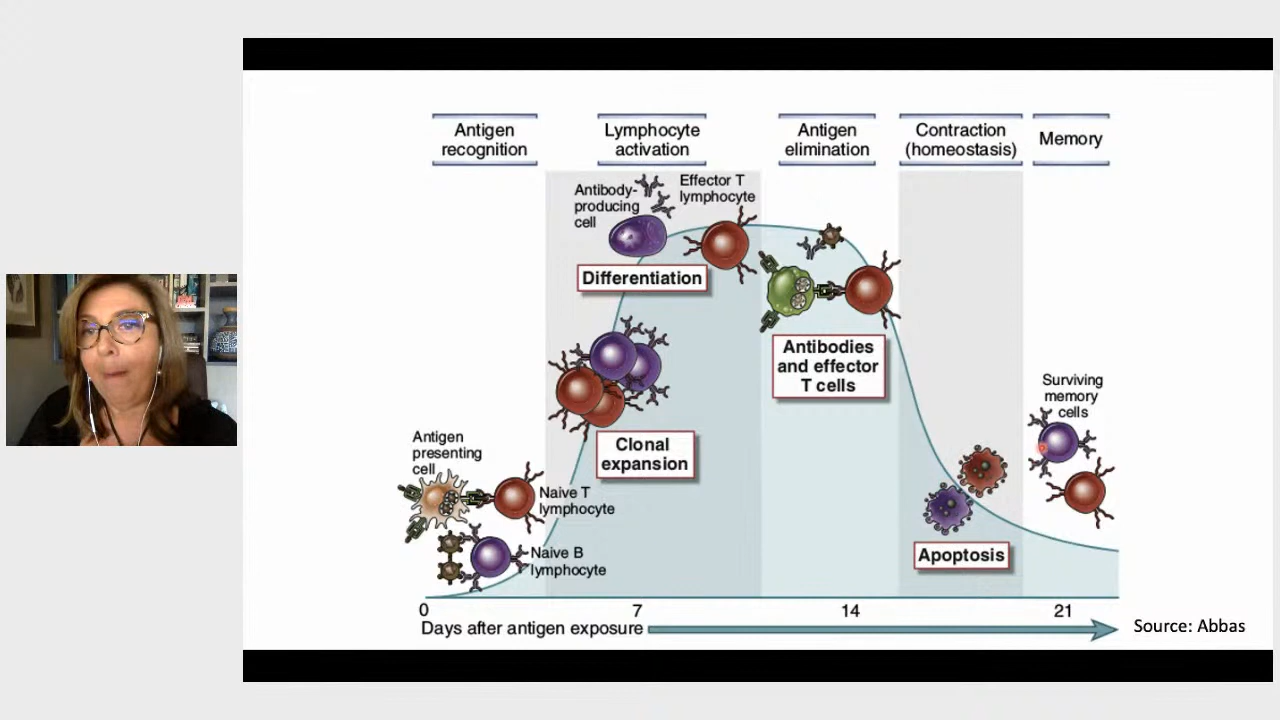 Antigen
recognition
Lymphocyte
activation
Antigen
elimination
Contraction
(homeostasis)
Memory
Antibody-
producing
cell
Effector T
lymphocyte
Differentiation
Clonal
expansion
Antigen
presenting
cell
Naive T
lymphocyte
Naive B
lymphocyte
Antibodies
and effector
T cells
Apoptosis
Surviving
memory
cells
0
7
14
21
Days after antigen exposure
Source: Abbas